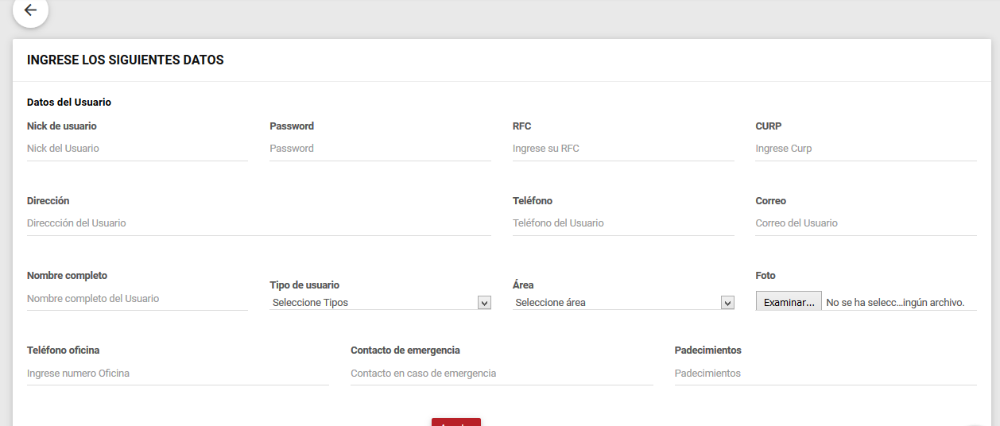 INGRESE LOS SIGUIENTES DATOS
Datos del Usuario
Nick de usuario Password RFC CURP
Nick del Usuario Password Ingrese su RFC Ingrese Curp
Dirección Teléfono Correo
Direccción del Usuario Teléfono del Usuario Correo del Usuario
Nombre completo Tipo de usuario Área Foto
Nombre completo del Usuario Seleccione Tipos Seleccione área Examinar... No se ha selecc...ingún archivo.
Teléfono oficina Contacto de emergencia Padecimientos
Ingrese numero Oficina Contacto en caso de emergencia Padecimientos